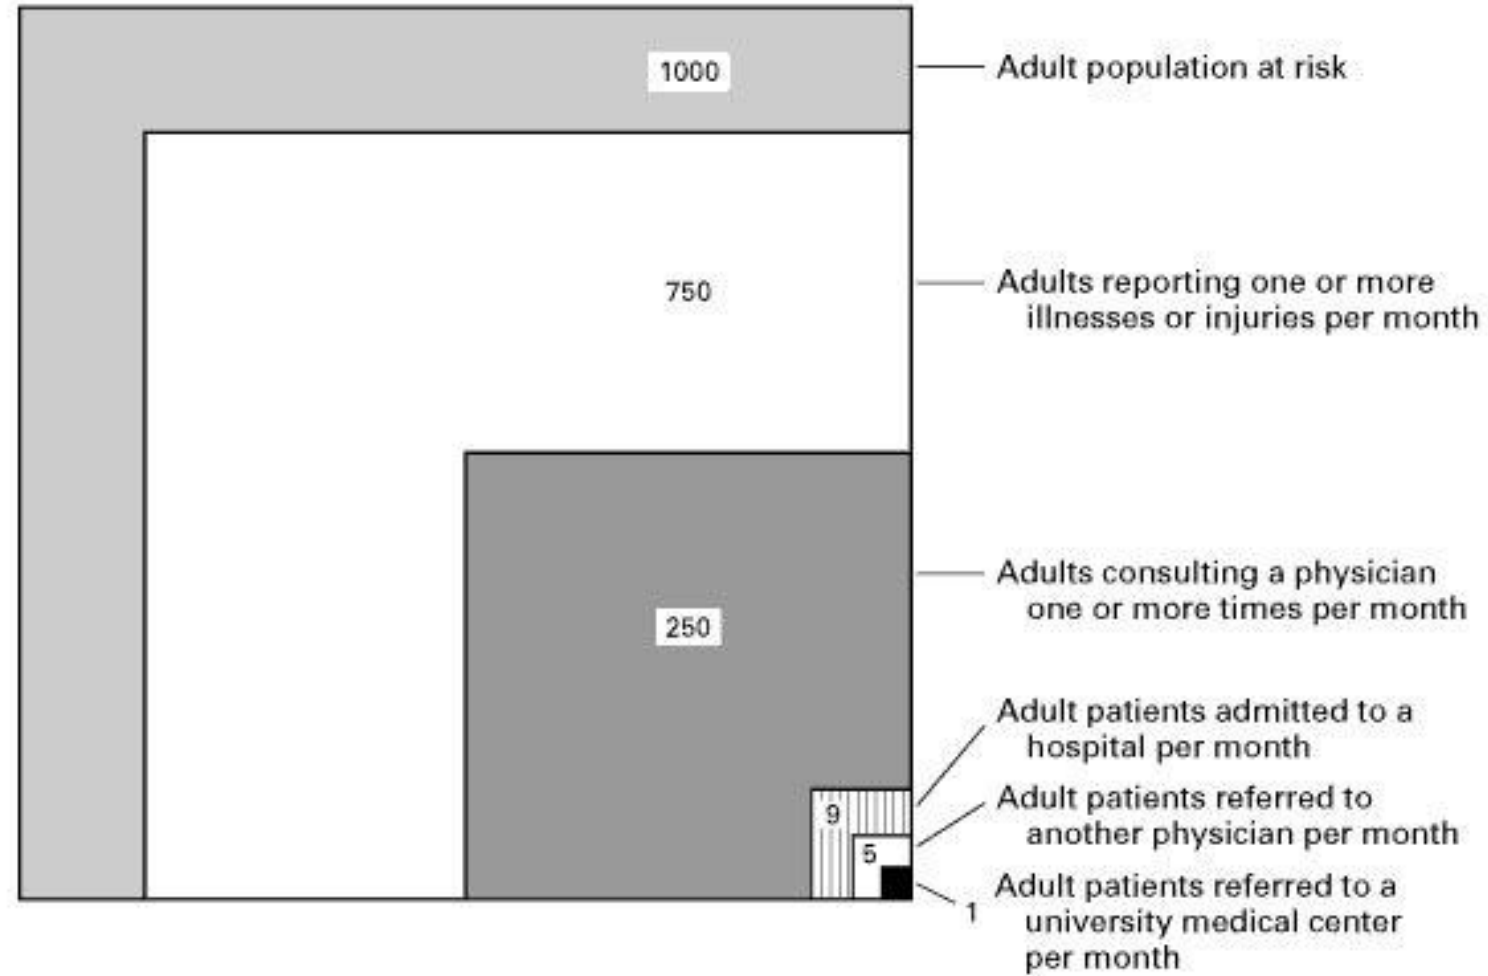 1000
Adult population at risk
750
Adults reporting one or more
illnesses or injuries per month
250
Adults consulting a physician
one or more times per month
Adult patients admitted to a
hospital per month
9
Adult patients referred to
another physician per month
5
Adult patients referred to a
university medical center
per month
1